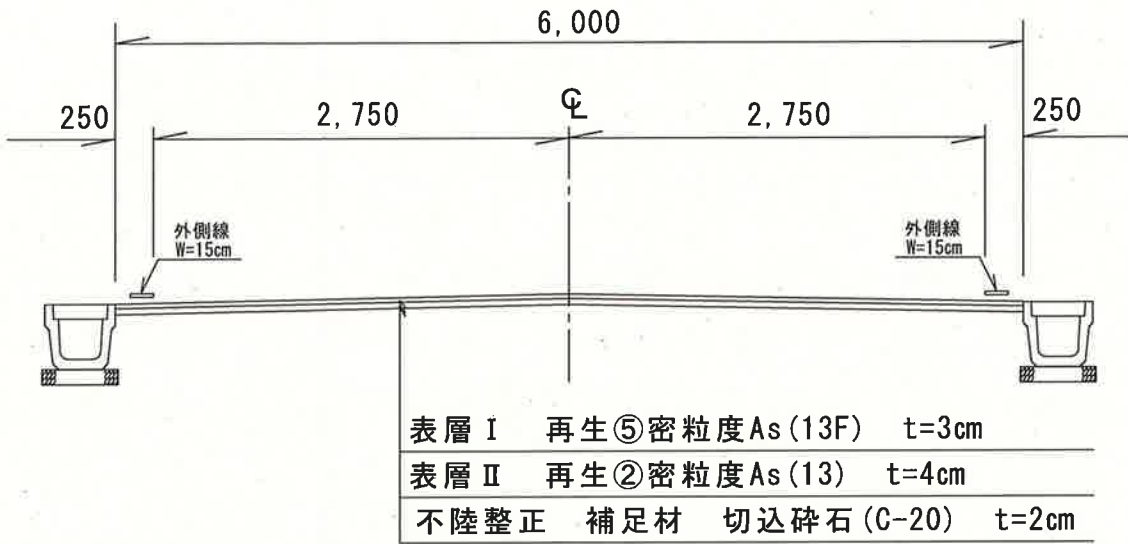 6,000
250 2,750 ℄ 2,750 250
外側線
W=15cm
外側線
W=15cm
表層Ⅰ 再生⑤密粒度As(13F) t=3cm
表層Ⅱ 再生②密粒度As(13) t=4cm
不陸整正 補足材 切込砕石(C-20) t=2cm